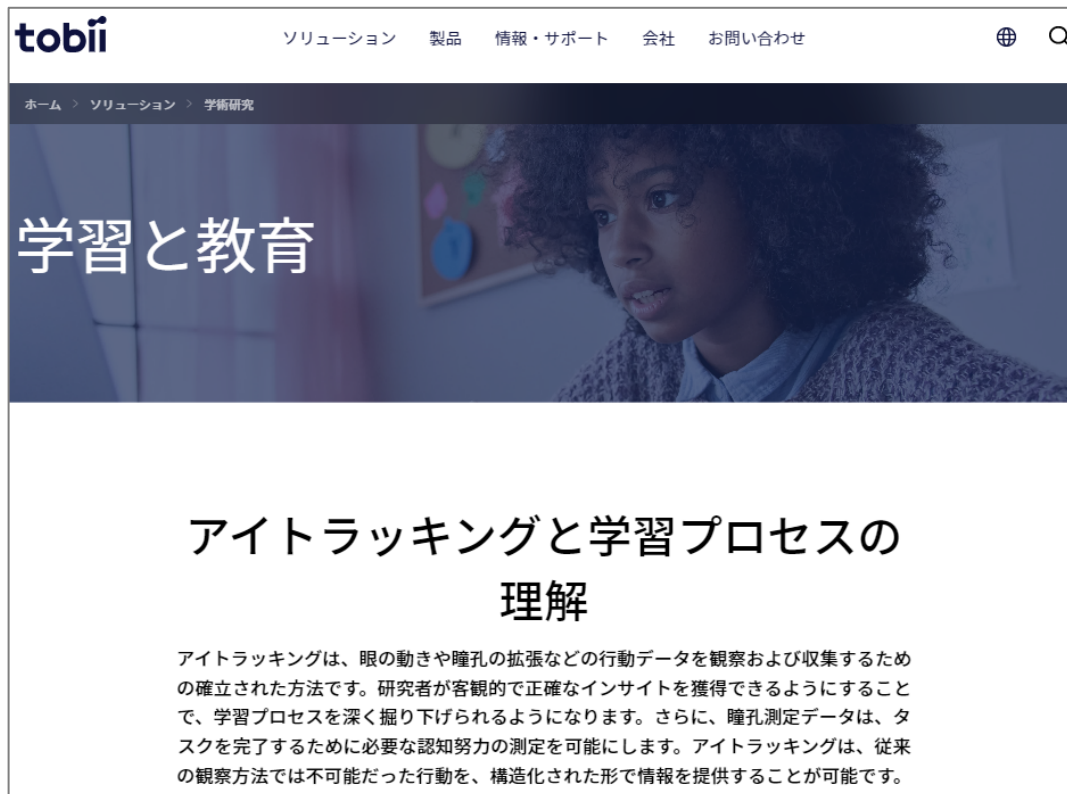 tobii
ソリューション 製品 情報・サポート 会社 お問い合わせ
ホーム > ソリューション > 学術研究
学習と教育
アイトラッキングと学習プロセスの
理解
アイトラッキングは、眼の動きや瞳孔の拡張などの行動データを観察および収集するため
の確立された方法です。研究者が客観的で正確なインサイトを獲得できるようにすること
で、学習プロセスを深く掘り下げられるようになります。さらに、瞳孔測定データは、タ
スクを完了するために必要な認知努力の測定を可能にします。アイトラッキングは、従来
の観察方法では不可能だった行動を、構造化された形で情報を提供することが可能です。